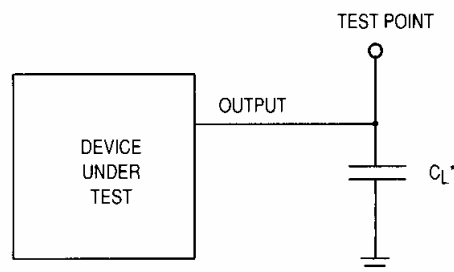 TEST POINT
OUTPUT
DEVICE
UNDER
TEST
CL*